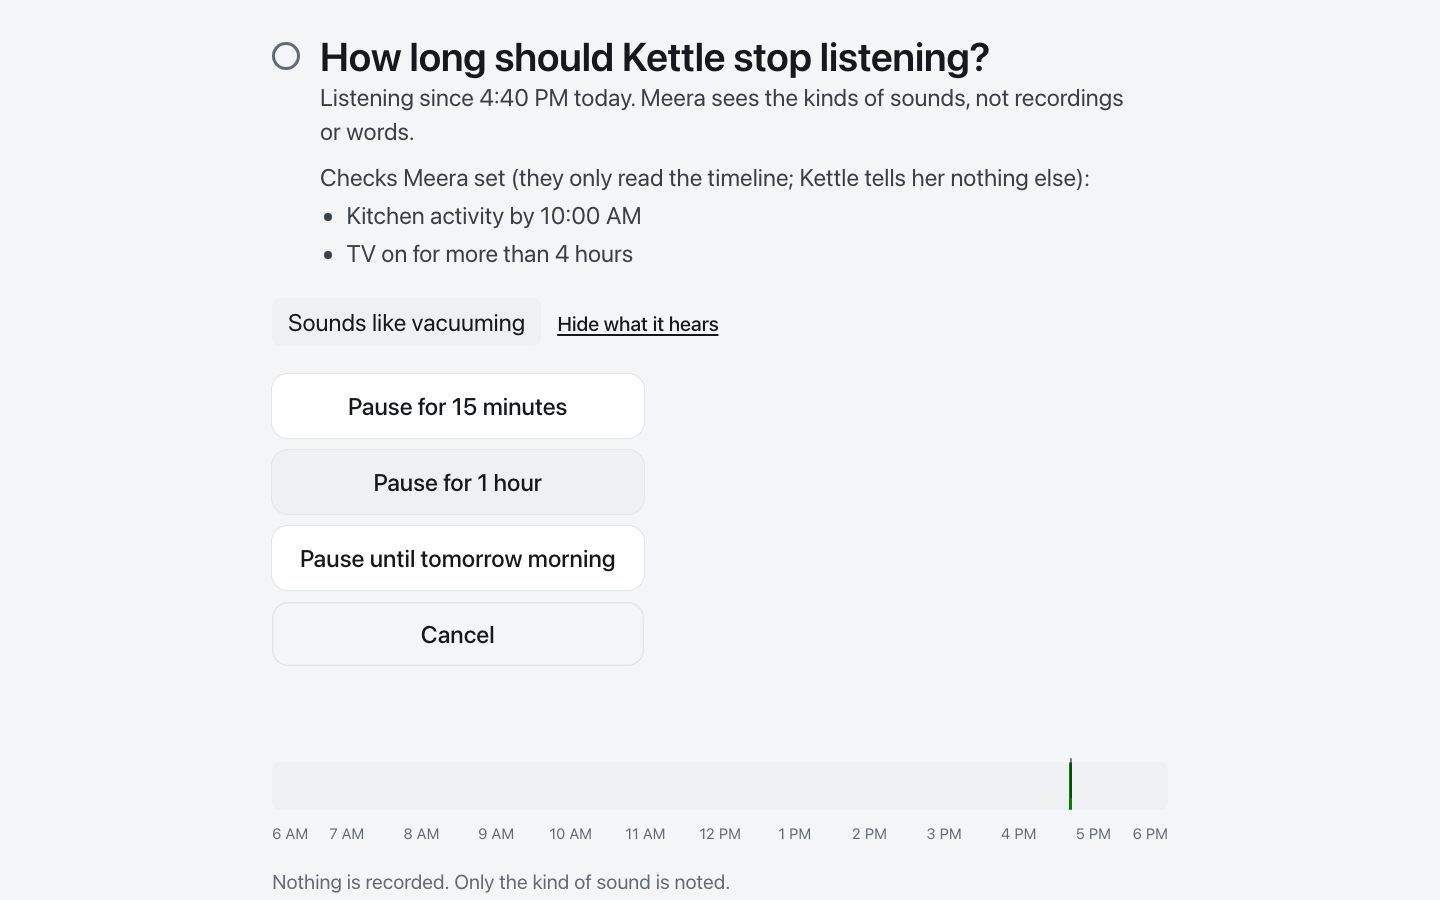 How long should Kettle stop listening?
Listening since 4:40 PM today. Meera sees the kinds of sounds, not recordings
or words.
Checks Meera set (they only read the timeline; Kettle tells her nothing else):
• Kitchen activity by 10:00 AM
• TV on for more than 4 hours
Sounds like vacuuming Hide what it hears
Pause for 15 minutes
Pause for 1 hour
Pause until tomorrow morning
Cancel
6 AM 7 AM 8 AM 9 AM 10 AM 11 AM 12 PM 1 PM 2 PM 3 PM 4 PM 5 PM 6 PM
Nothing is recorded. Only the kind of sound is noted.